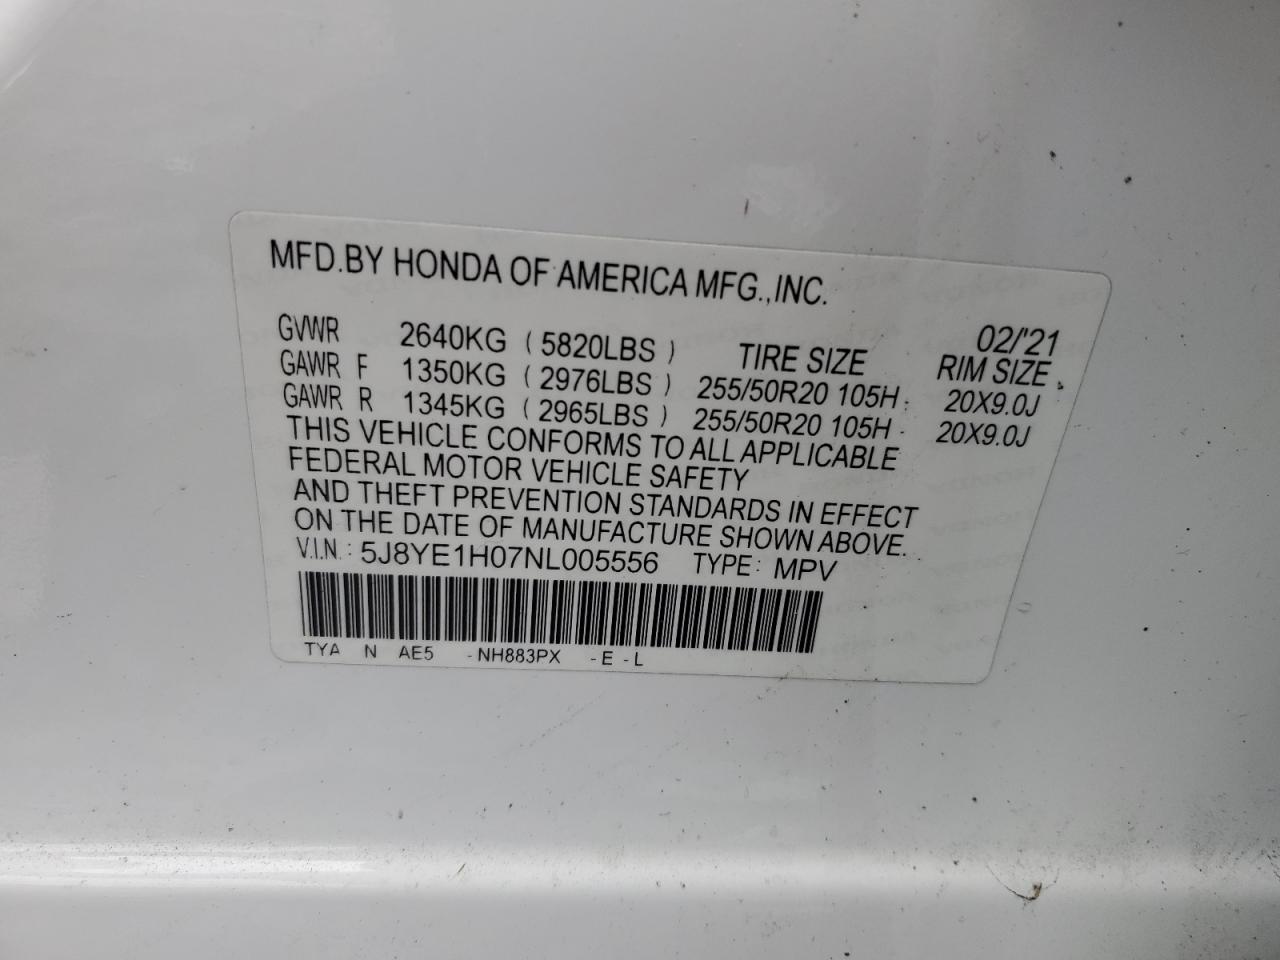 MFD.BY HONDA OF AMERICA MFG.,INC.
02/'21
GVWR 2640KG ( 5820LBS ) TIRE SIZE RIM SIZE
GAWR F 1350KG ( 2976LBS ) 255/50R20 105H 20X9.0J
GAWR R 1345KG ( 2965LBS ) 255/50R20 105H 20X9.0J
THIS VEHICLE CONFORMS TO ALL APPLICABLE
FEDERAL MOTOR VEHICLE SAFETY
AND THEFT PREVENTION STANDARDS IN EFFECT
ON THE DATE OF MANUFACTURE SHOWN ABOVE.
V.I.N.: 5J8YE1H07NL005556 TYPE: MPV
TYA N AE5 -NH883PX -E -L